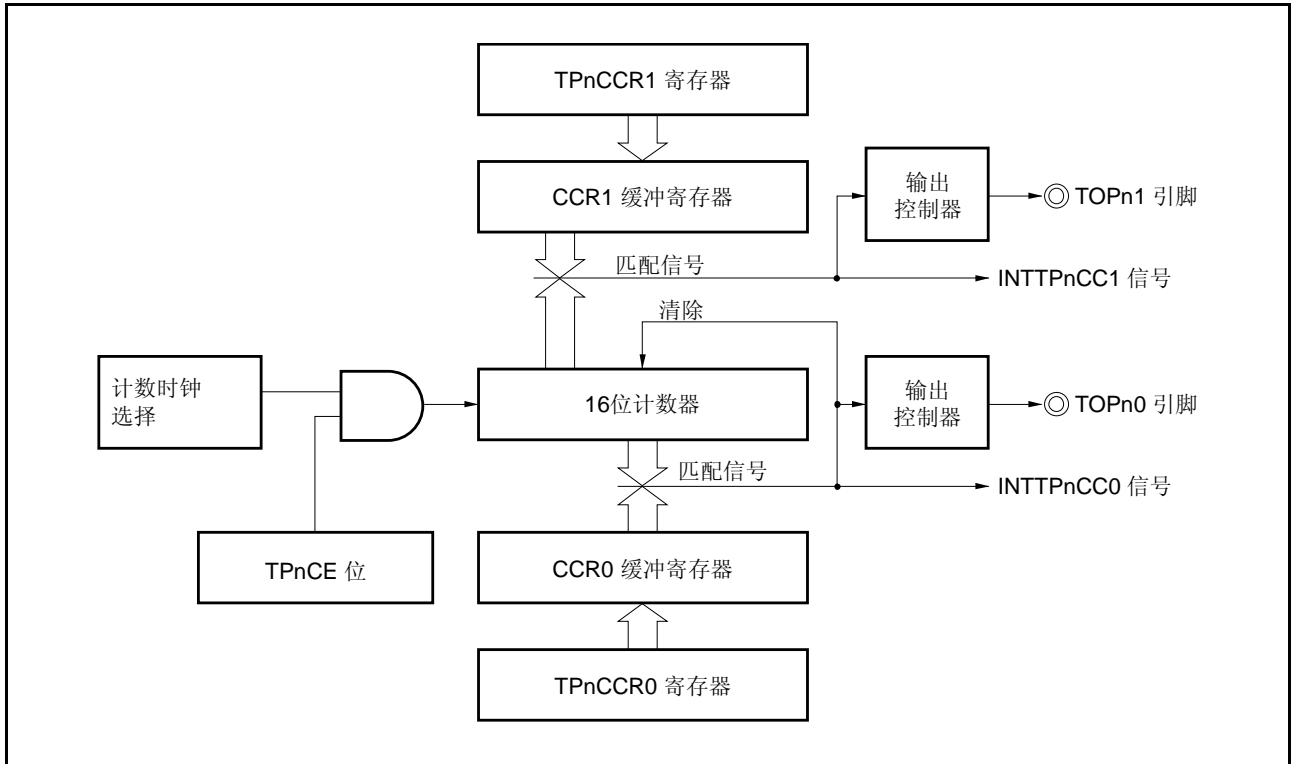 TPnCCR1 寄存器
CCR1 缓冲寄存器
输出
控制器
TOPn1 引脚
匹配信号
INTTPnCC1 信号
清除
计数时钟
选择
16位计数器
输出
控制器
TOPn0 引脚
匹配信号
INTTPnCC0 信号
TPnCE 位
CCR0 缓冲寄存器
TPnCCR0 寄存器